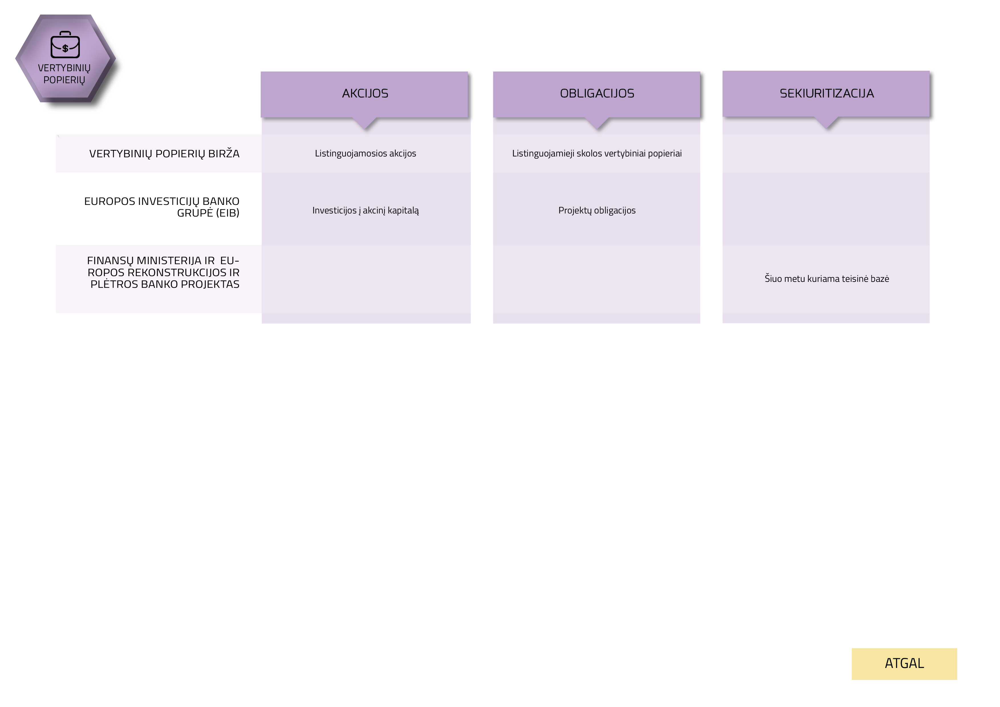 $
VERTYBINIŲ
POPIERIŲ
AKCIJOS
OBLIGACIJOS
SEKIURITIZACIJA
VERTYBINIŲ POPIERIŲ BIRŽA
Listinguojamosios akcijos
Listinguojamieji skolos vertybiniai popieriai
EUROPOS INVESTICIJŲ BANKO
GRUPĖ (EIB)
Investicijos į akcinį kapitalą
Projektų obligacijos
FINANSŲ MINISTERIJA IR  EU-
ROPOS REKONSTRUKCIJOS IR
PLĖTROS BANKO PROJEKTAS
Šiuo metu kuriama teisinė bazė
ATGAL